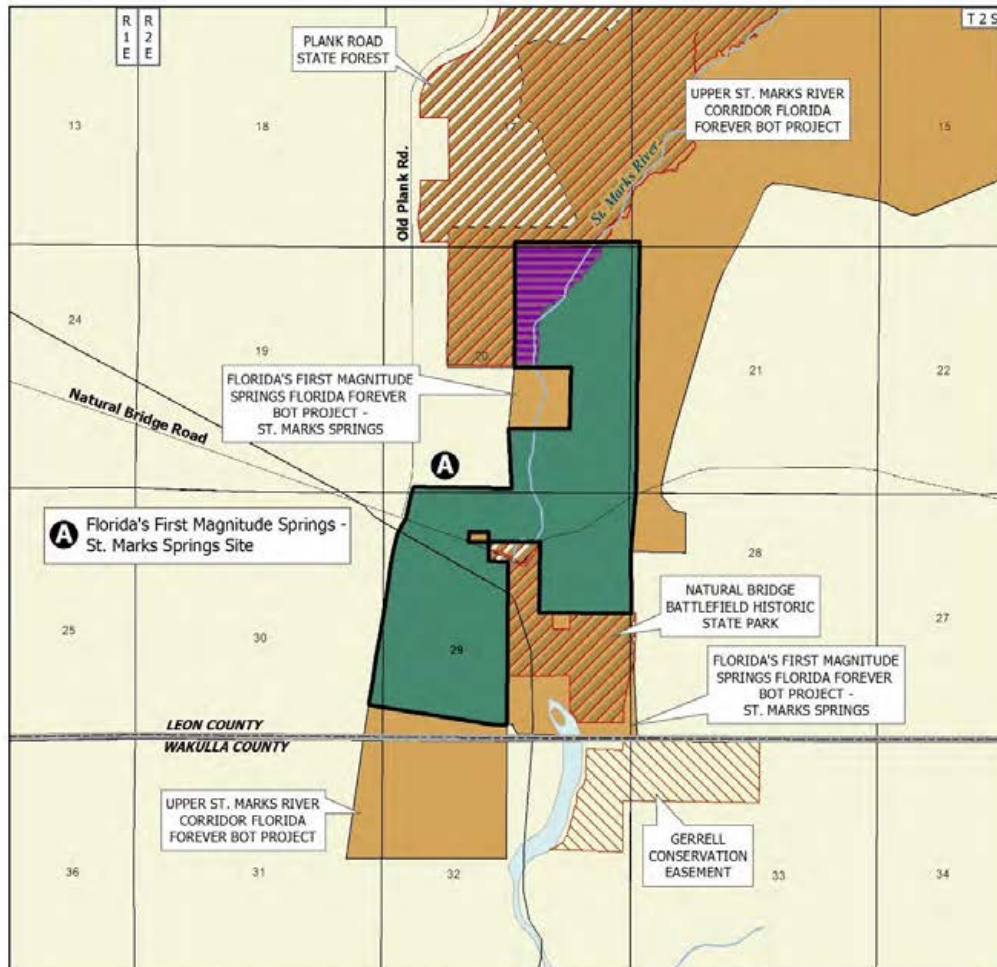 R
1
E
R
2
E
T 2 S
PLANK ROAD
STATE FOREST
UPPER ST. MARKS RIVER
CORRIDOR FLORIDA
FOREVER BOT PROJECT
13
18
17
15
Old Plank Rd.
St. Marks River
24
19
20
21
22
FLORIDA'S FIRST MAGNITUDE
SPRINGS FLORIDA FOREVER
BOT PROJECT -
ST. MARKS SPRINGS
Natural Bridge Road
A
A Florida's First Magnitude Springs -
St. Marks Springs Site
28
NATURAL BRIDGE
BATTLEFIELD HISTORIC
STATE PARK
25
30
29
27
FLORIDA'S FIRST MAGNITUDE
SPRINGS FLORIDA FOREVER
BOT PROJECT -
ST. MARKS SPRINGS
LEON COUNTY
WAKULLA COUNTY
UPPER ST. MARKS RIVER
CORRIDOR FLORIDA
FOREVER BOT PROJECT
GERRELL
CONSERVATION
EASEMENT
36
31
32
33
34